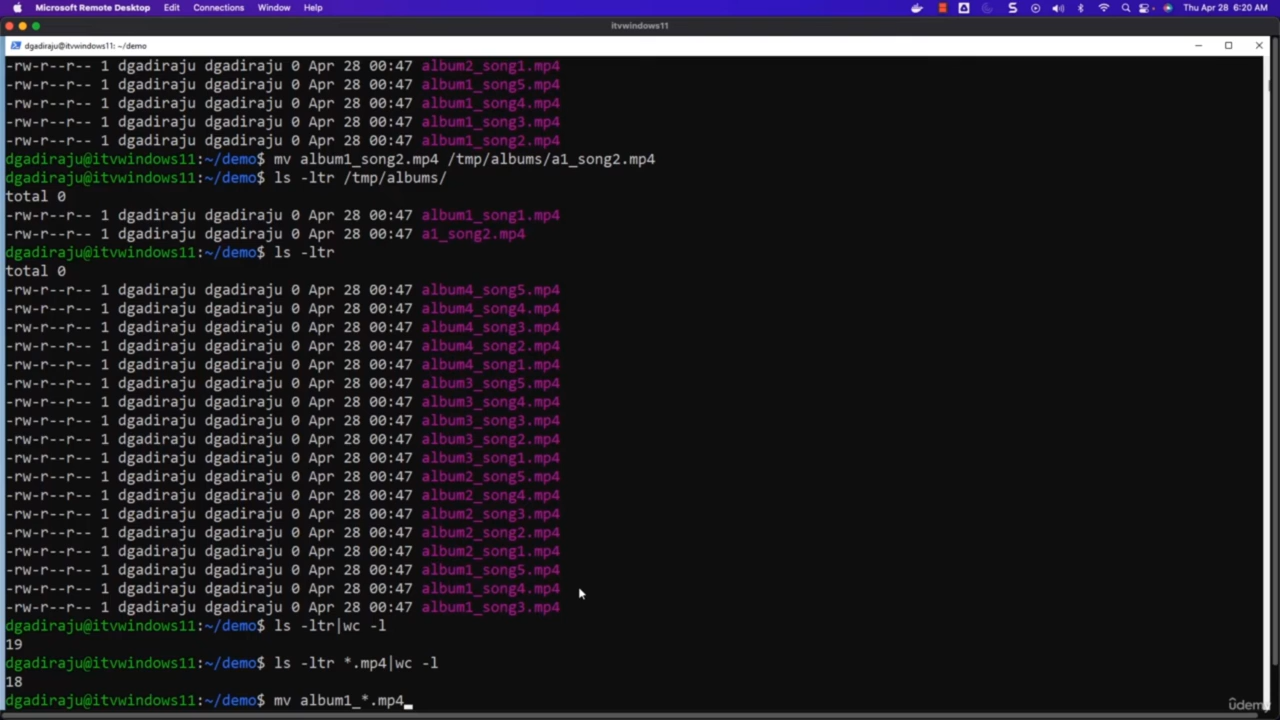 Microsoft Remote Desktop Edit Connections Window Help Thu Apr 28 6:20 AM
itvwindows11
dgadiraju@itvwindows11: ~/demo
-rw-r--r-- 1 dgadiraju dgadiraju 0 Apr 28 00:47 album2_song1.mp4
-rw-r--r-- 1 dgadiraju dgadiraju 0 Apr 28 00:47 album1_song5.mp4
-rw-r--r-- 1 dgadiraju dgadiraju 0 Apr 28 00:47 album1_song4.mp4
-rw-r--r-- 1 dgadiraju dgadiraju 0 Apr 28 00:47 album1_song3.mp4
-rw-r--r-- 1 dgadiraju dgadiraju 0 Apr 28 00:47 album1_song2.mp4
dgadiraju@itvwindows11:~/demo$ mv album1_song2.mp4 /tmp/albums/a1_song2.mp4
dgadiraju@itvwindows11:~/demo$ ls -ltr /tmp/albums/
total 0
-rw-r--r-- 1 dgadiraju dgadiraju 0 Apr 28 00:47 album1_song1.mp4
-rw-r--r-- 1 dgadiraju dgadiraju 0 Apr 28 00:47 a1_song2.mp4
dgadiraju@itvwindows11:~/demo$ ls -ltr
total 0
-rw-r--r-- 1 dgadiraju dgadiraju 0 Apr 28 00:47 album4_song5.mp4
-rw-r--r-- 1 dgadiraju dgadiraju 0 Apr 28 00:47 album4_song4.mp4
-rw-r--r-- 1 dgadiraju dgadiraju 0 Apr 28 00:47 album4_song3.mp4
-rw-r--r-- 1 dgadiraju dgadiraju 0 Apr 28 00:47 album4_song2.mp4
-rw-r--r-- 1 dgadiraju dgadiraju 0 Apr 28 00:47 album4_song1.mp4
-rw-r--r-- 1 dgadiraju dgadiraju 0 Apr 28 00:47 album3_song5.mp4
-rw-r--r-- 1 dgadiraju dgadiraju 0 Apr 28 00:47 album3_song4.mp4
-rw-r--r-- 1 dgadiraju dgadiraju 0 Apr 28 00:47 album3_song3.mp4
-rw-r--r-- 1 dgadiraju dgadiraju 0 Apr 28 00:47 album3_song2.mp4
-rw-r--r-- 1 dgadiraju dgadiraju 0 Apr 28 00:47 album3_song1.mp4
-rw-r--r-- 1 dgadiraju dgadiraju 0 Apr 28 00:47 album2_song5.mp4
-rw-r--r-- 1 dgadiraju dgadiraju 0 Apr 28 00:47 album2_song4.mp4
-rw-r--r-- 1 dgadiraju dgadiraju 0 Apr 28 00:47 album2_song3.mp4
-rw-r--r-- 1 dgadiraju dgadiraju 0 Apr 28 00:47 album2_song2.mp4
-rw-r--r-- 1 dgadiraju dgadiraju 0 Apr 28 00:47 album2_song1.mp4
-rw-r--r-- 1 dgadiraju dgadiraju 0 Apr 28 00:47 album1_song5.mp4
-rw-r--r-- 1 dgadiraju dgadiraju 0 Apr 28 00:47 album1_song4.mp4
-rw-r--r-- 1 dgadiraju dgadiraju 0 Apr 28 00:47 album1_song3.mp4
dgadiraju@itvwindows11:~/demo$ ls -ltr|wc -l
19
dgadiraju@itvwindows11:~/demo$ ls -ltr *.mp4|wc -l
18
dgadiraju@itvwindows11:~/demo$ mv album1_*.mp4
ûdemy